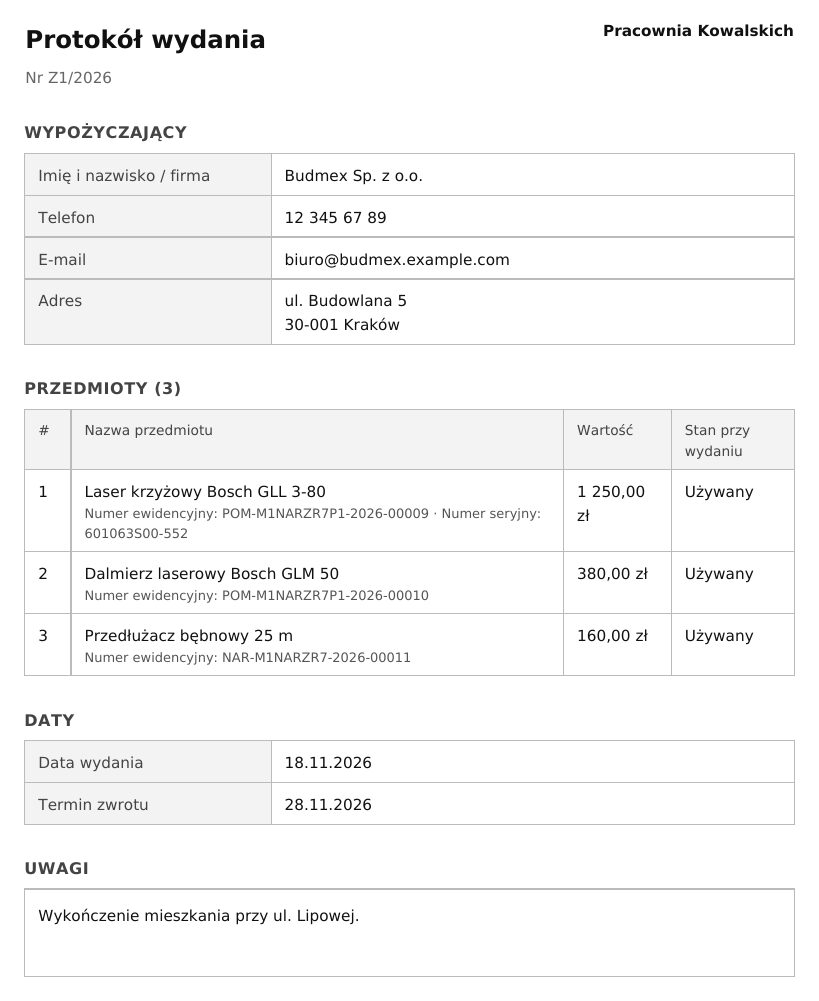 Protokół wydania
Pracownia Kowalskich
Nr Z1/2026
WYPOŻYCZAJĄCY
Imię i nazwisko / firma
Budmex Sp. z o.o.
Telefon
12 345 67 89
E-mail
biuro@budmex.example.com
Adres
ul. Budowlana 5
30-001 Kraków
PRZEDMIOTY (3)
#
Nazwa przedmiotu
Wartość
Stan przy
wydaniu
1
Laser krzyżowy Bosch GLL 3-80
Numer ewidencyjny: POM-M1NARZR7P1-2026-00009 · Numer seryjny:
601063S00-552
1 250,00
zł
Używany
2
Dalmierz laserowy Bosch GLM 50
Numer ewidencyjny: POM-M1NARZR7P1-2026-00010
380,00 zł
Używany
3
Przedłużacz bębnowy 25 m
Numer ewidencyjny: NAR-M1NARZR7-2026-00011
160,00 zł
Używany
DATY
Data wydania
18.11.2026
Termin zwrotu
28.11.2026
UWAGI
Wykończenie mieszkania przy ul. Lipowej.